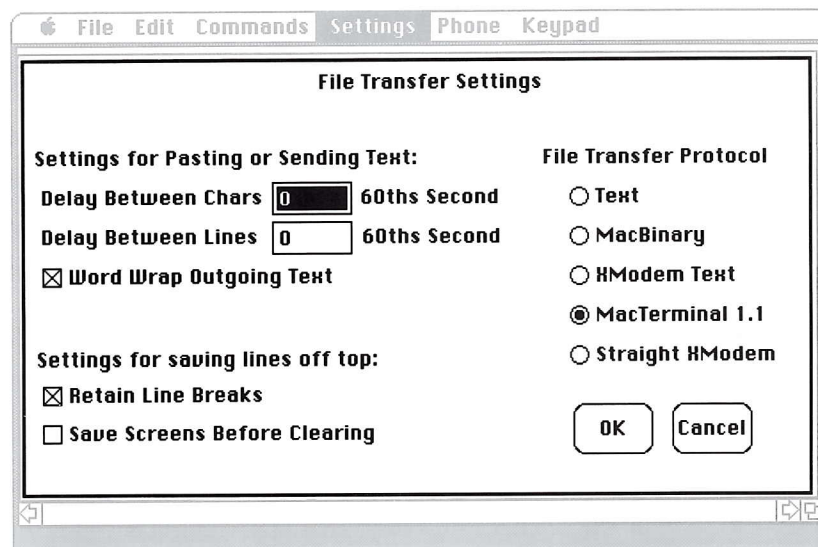 File Edit Commands Settings Phone Keypad
File Transfer Settings
Settings for Pasting or Sending Text:
Delay Between Chars 0 60ths Second
Delay Between Lines 0 60ths Second
Word Wrap Outgoing Text
Settings for saving lines off top:
Retain Line Breaks
Save Screens Before Clearing
File Transfer Protocol
Text
MacBinary
XModem Text
MacTerminal 1.1
Straight XModem
OK
Cancel